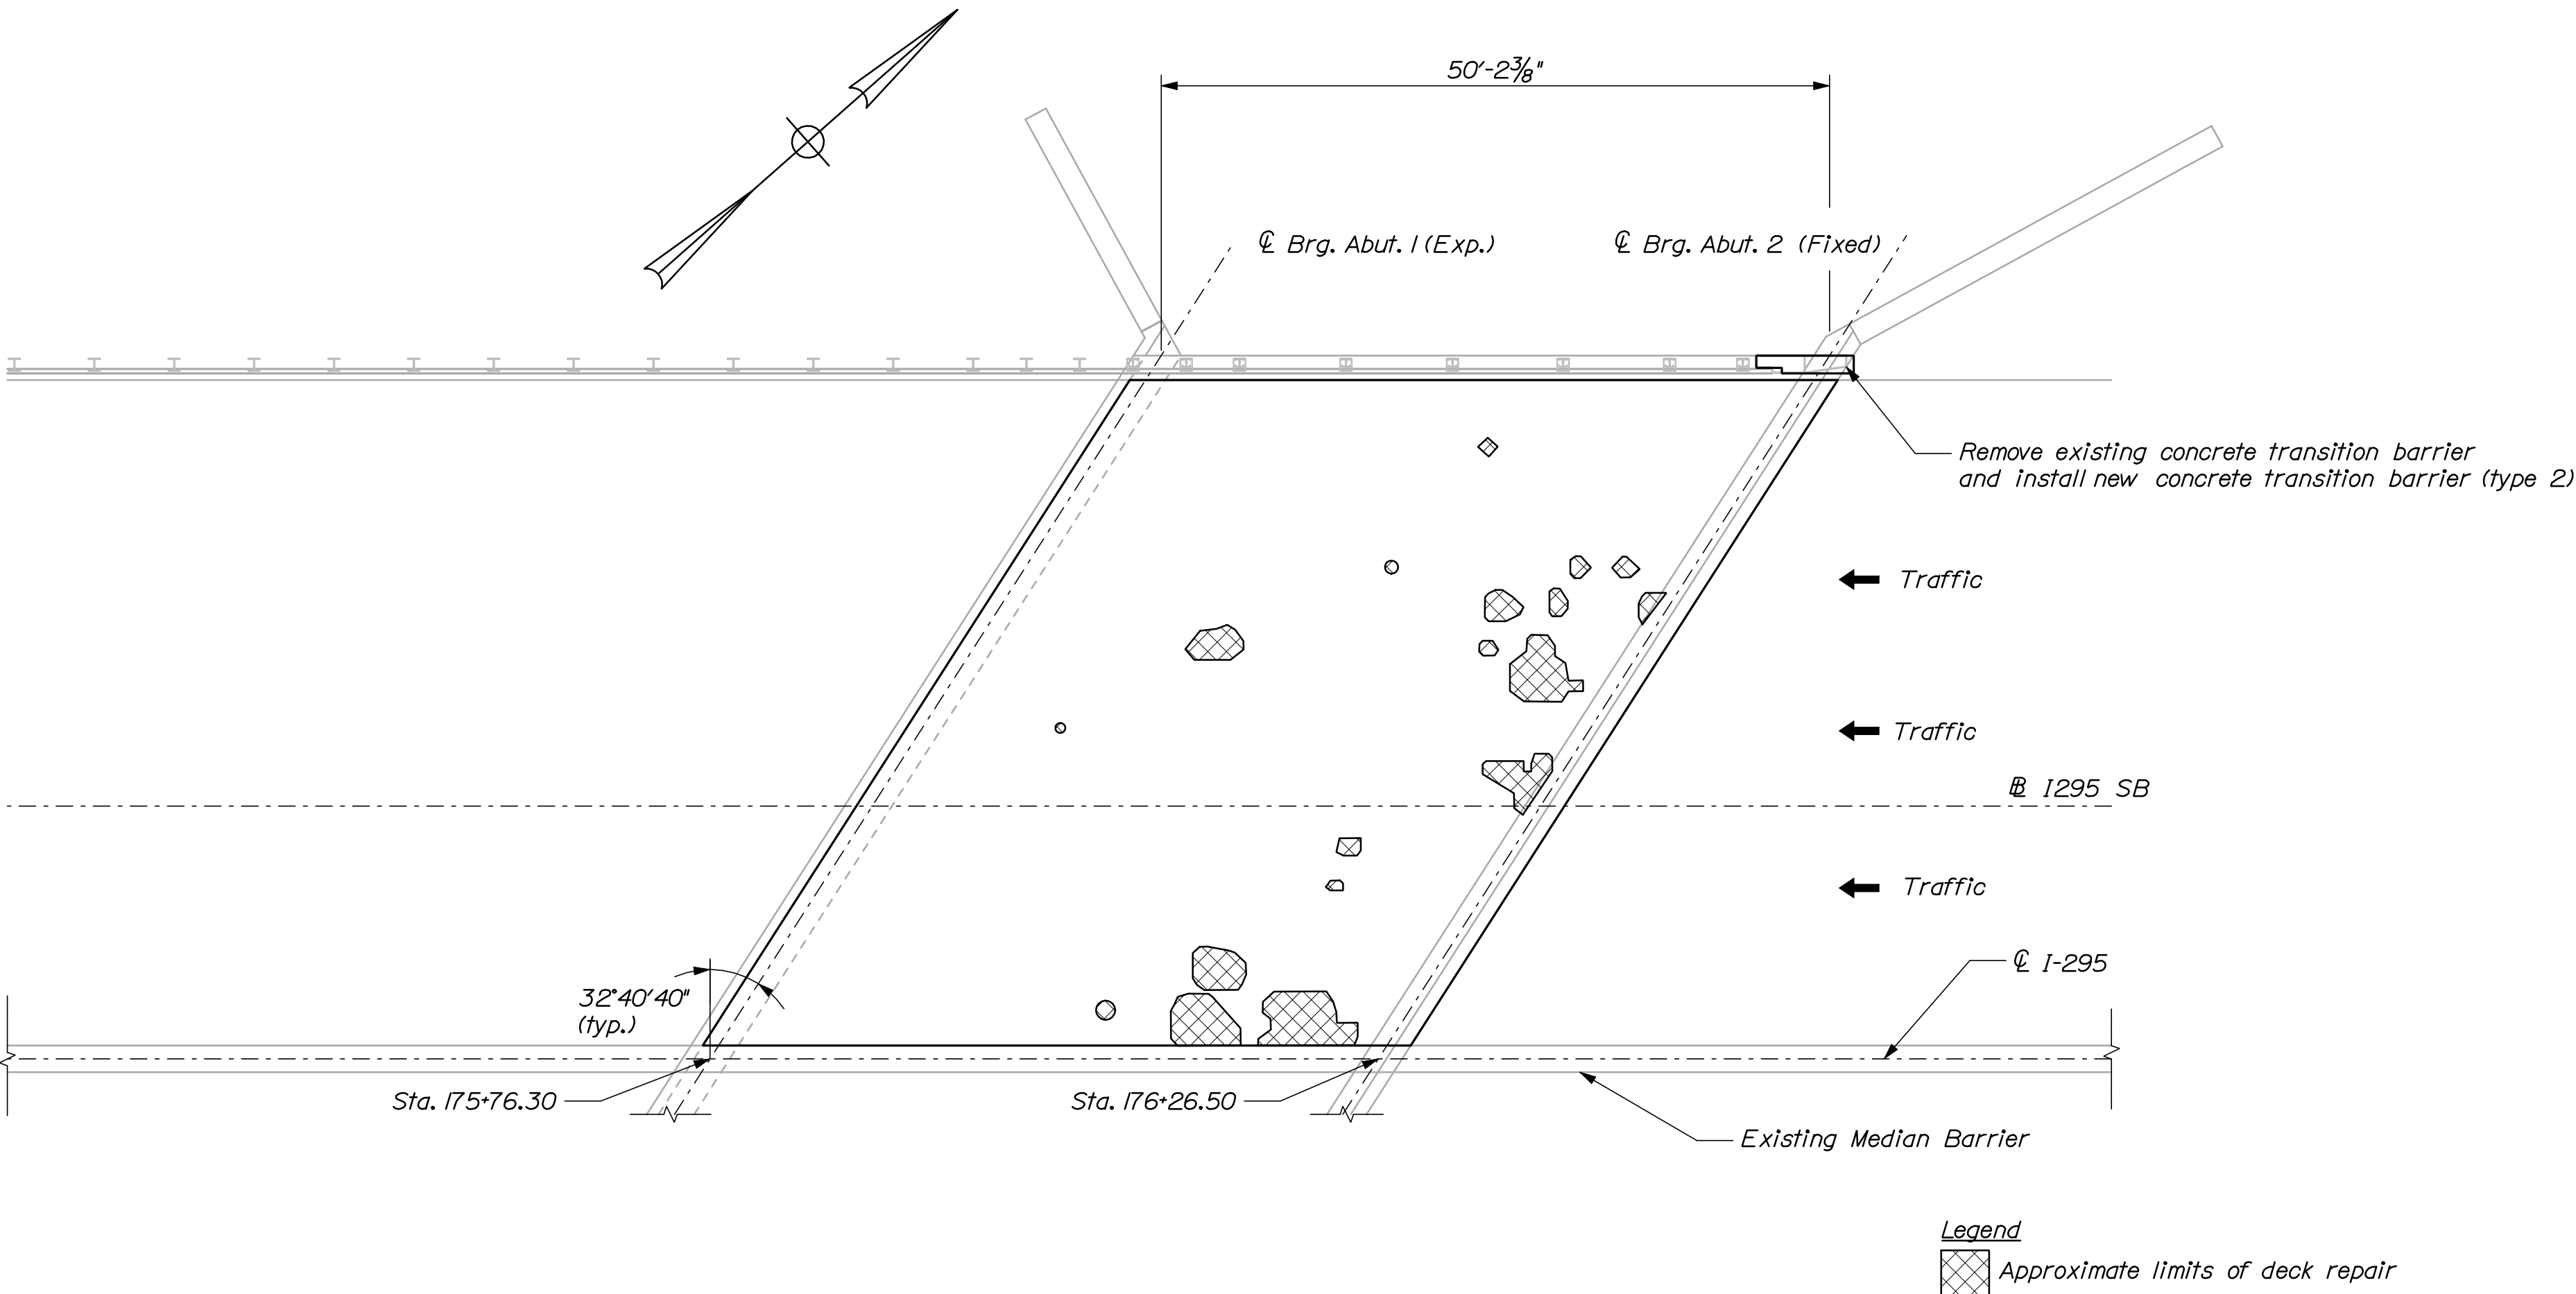 50'-2⅜"
℄ Brg. Abut. 1 (Exp.)
℄ Brg. Abut. 2 (Fixed)
Remove existing concrete transition barrier
and install new concrete transition barrier (type 2)
Traffic
Traffic
BL I295 SB
Traffic
℄ I-295
32°40'40"
(typ.)
Sta. 175+76.30
Sta. 176+26.50
Existing Median Barrier
Legend
Approximate limits of deck repair